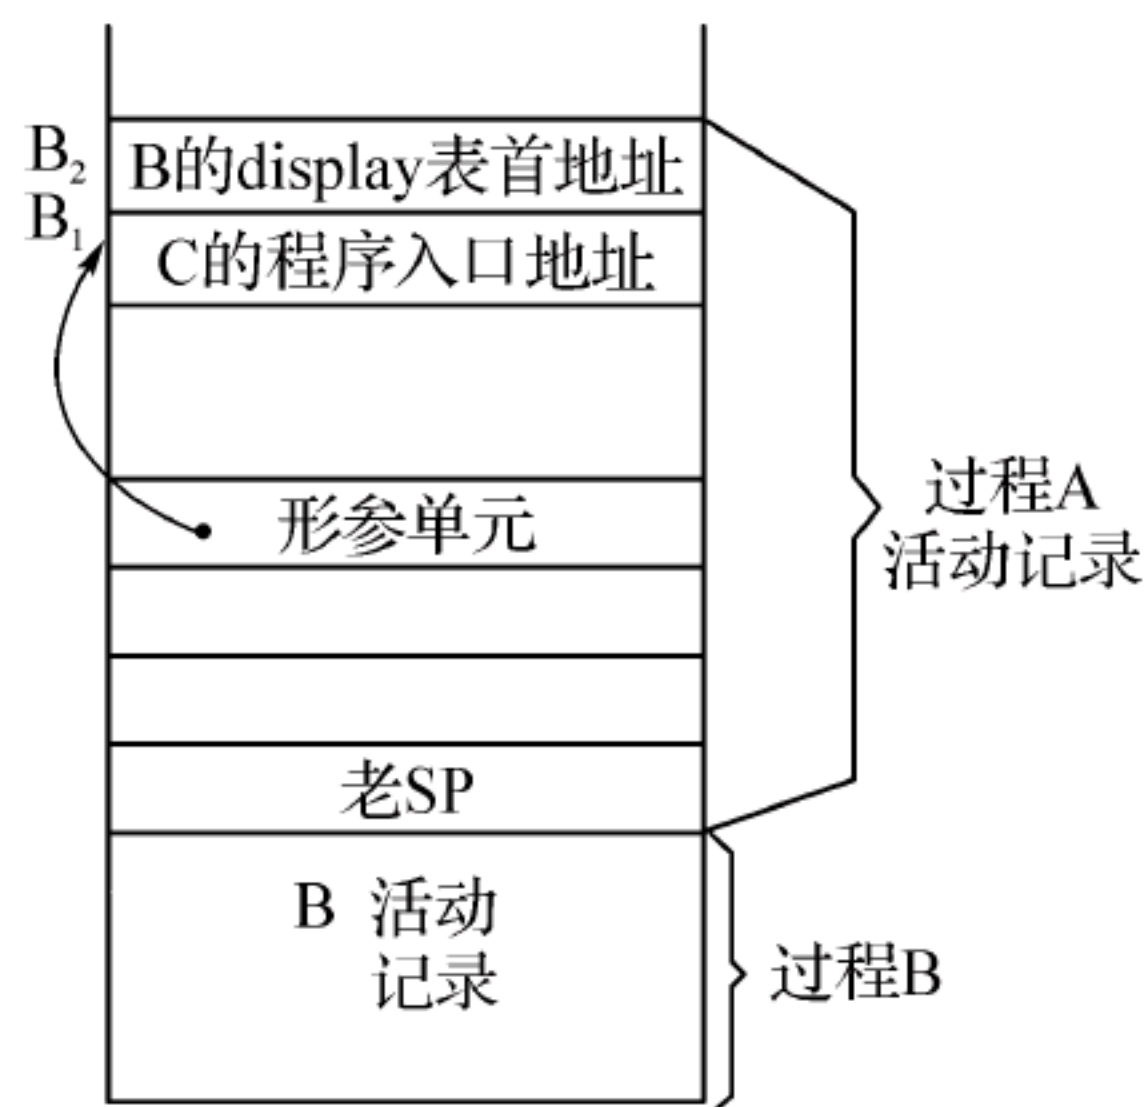 B₂
B的display表首地址
B₁
C的程序入口地址
形参单元
过程A
活动记录
老SP
B 活动
记录
过程B